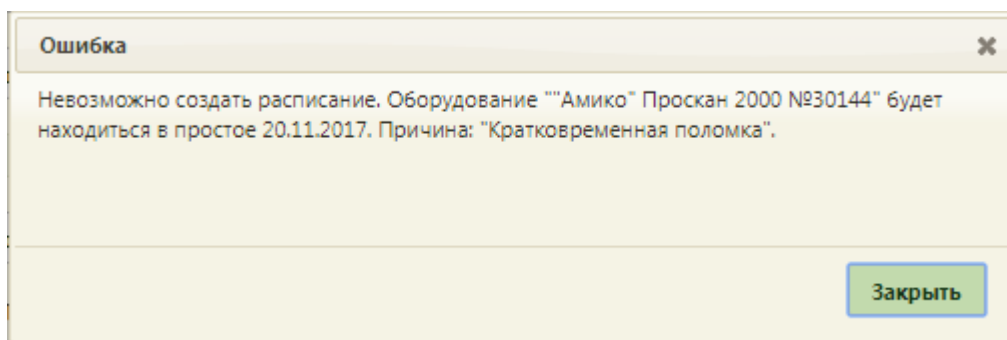 Ошибка
Невозможно создать расписание. Оборудование ""Амико" Проскан 2000 №30144" будет
находиться в простое 20.11.2017. Причина: "Кратковременная поломка".
Закрыть